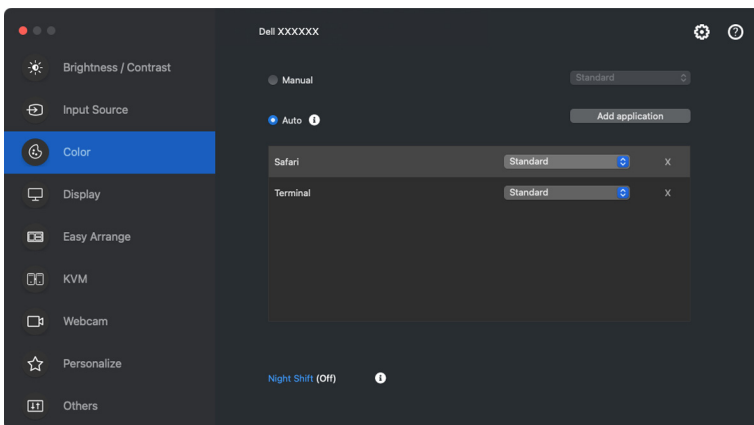 Dell XXXXXX
Brightness / Contrast
Input Source
Color
Display
Easy Arrange
KVM
Webcam
Personalize
Others
Manual
Standard
Auto
Add application
Safari
Standard
X
Terminal
Standard
X
Night Shift (Off)